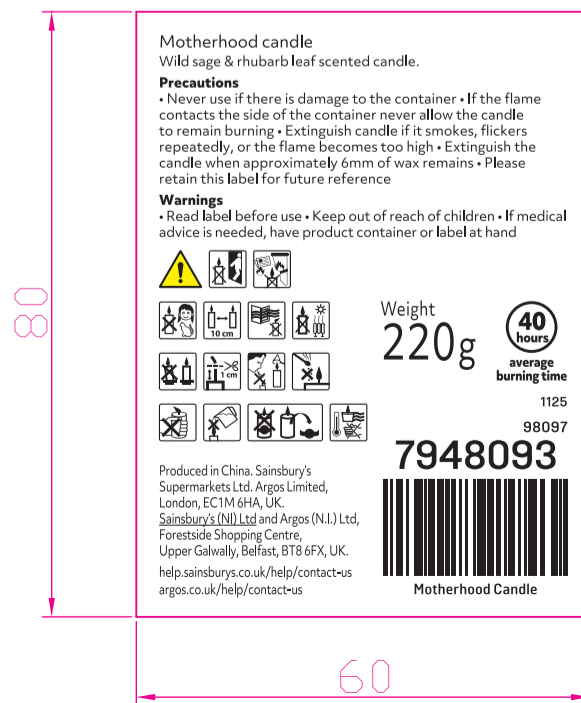 Motherhood candle
Wild sage & rhubarb leaf scented candle.
Precautions
• Never use if there is damage to the container • If the flame
contacts the side of the container never allow the candle
to remain burning • Extinguish candle if it smokes, flickers
repeatedly, or the flame becomes too high • Extinguish the
candle when approximately 6mm of wax remains • Please
retain this label for future reference
Warnings
• Read label before use • Keep out of reach of children • If medical
advice is needed, have product container or label at hand
10 cm
1 cm
Weight
220g
40
hours
average
burning time
1125
98097
7948093
Motherhood Candle
Produced in China. Sainsbury's
Supermarkets Ltd. Argos Limited,
London, EC1M 6HA, UK.
Sainsbury's (NI) Ltd and Argos (N.I.) Ltd,
Forestside Shopping Centre,
Upper Galwally, Belfast, BT8 6FX, UK.
help.sainsburys.co.uk/help/contact-us
argos.co.uk/help/contact-us
80
60